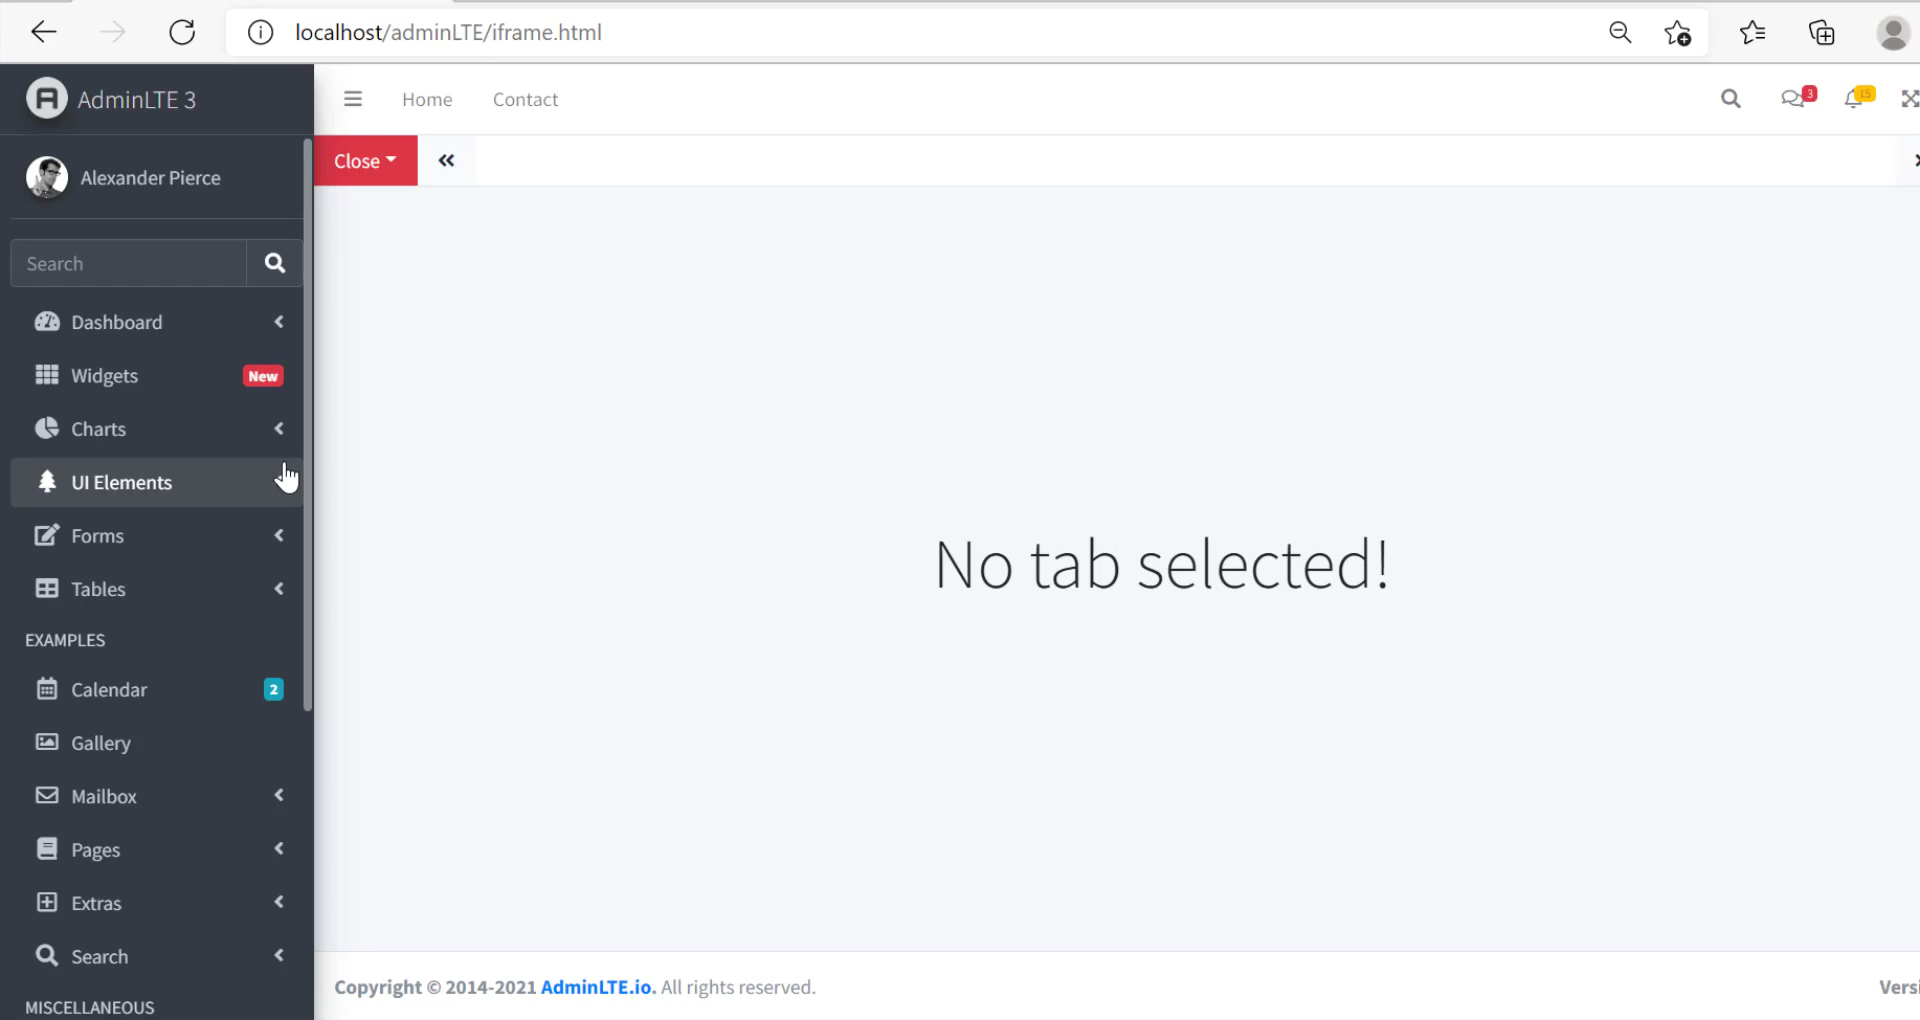 localhost/adminLTE/iframe.html
AdminLTE 3
Home
Contact
3
15
Alexander Pierce
Close
Search
Dashboard
Widgets New
Charts
UI Elements
Forms
Tables
EXAMPLES
Calendar 2
Gallery
Mailbox
Pages
Extras
Search
MISCELLANEOUS
No tab selected!
Copyright © 2014-2021 AdminLTE.io. All rights reserved.
Versi